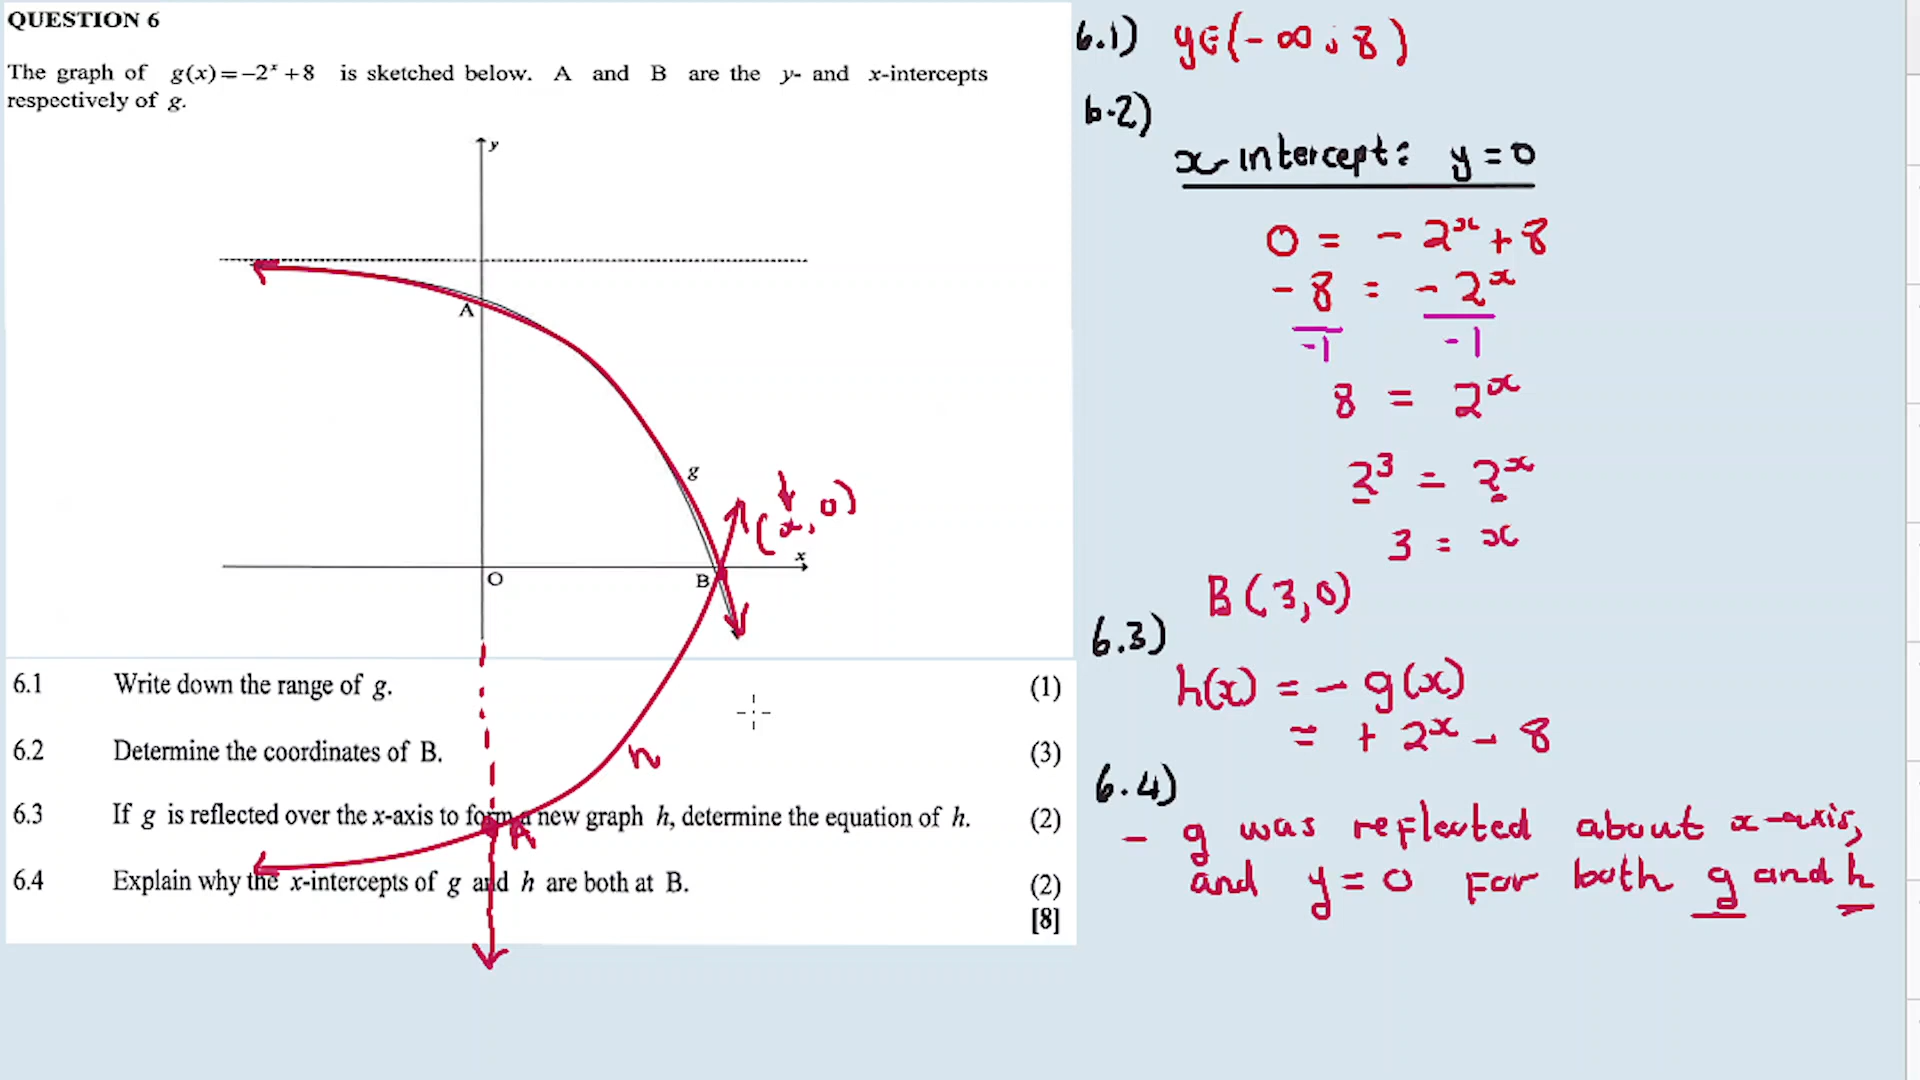 QUESTION 6
The graph of g(x)=−2ˣ+8 is sketched below. A and B are the y- and x-intercepts
respectively of g.
y
A
g
(x,0)
x
O
B
h
A
6.1 Write down the range of g. (1)
6.2 Determine the coordinates of B. (3)
6.3 If g is reflected over the x-axis to form a new graph h, determine the equation of h. (2)
6.4 Explain why the x-intercepts of g and h are both at B. (2)
[8]
6.1) y∈(-∞;8)
6.2)
x intercept: y=0
0 = -2ˣ+8
-8 = -2ˣ
-1 -1
8 = 2ˣ
2³ = 2ˣ
3 = x
B(3,0)
6.3)
h(x) = -g(x)
= +2ˣ-8
6.4)
- g was reflected about x-axis,
and y=0 for both g and h